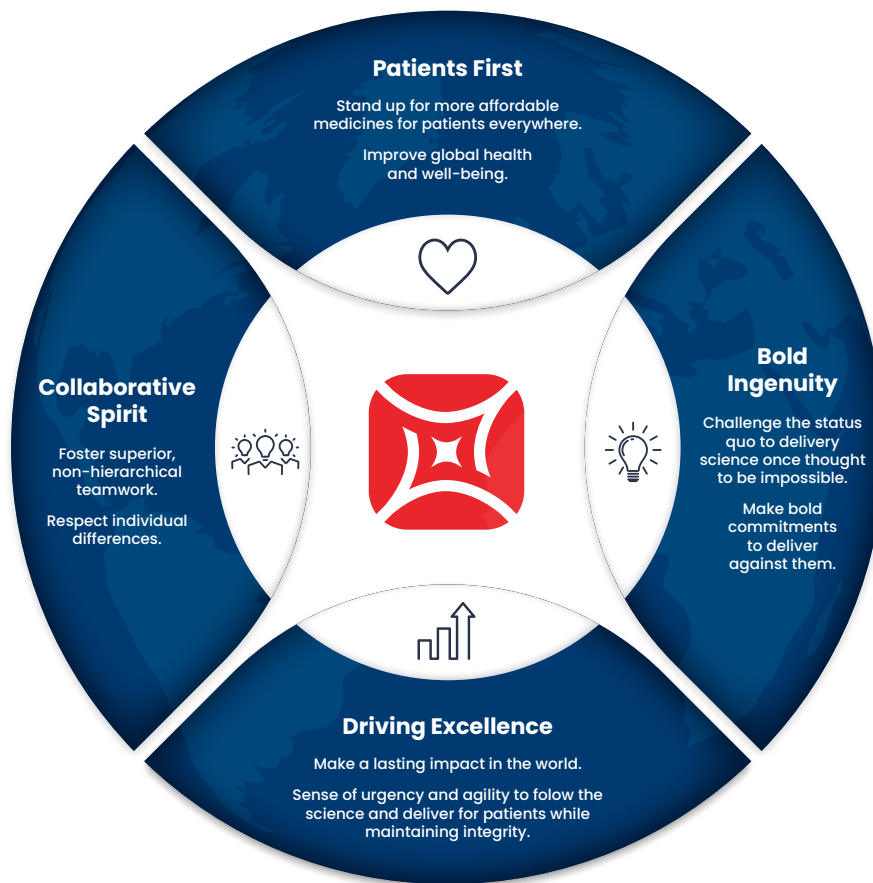 Patients First
Stand up for more affordable
medicines for patients everywhere.
Improve global health
and well-being.
Bold
Ingenuity
Challenge the status
quo to delivery
science once thought
to be impossible.
Make bold
commitments
to deliver
against them.
Collaborative
Spirit
Foster superior,
non-hierarchical
teamwork.
Respect individual
differences.
Driving Excellence
Make a lasting impact in the world.
Sense of urgency and agility to folow the
science and deliver for patients while
maintaining integrity.